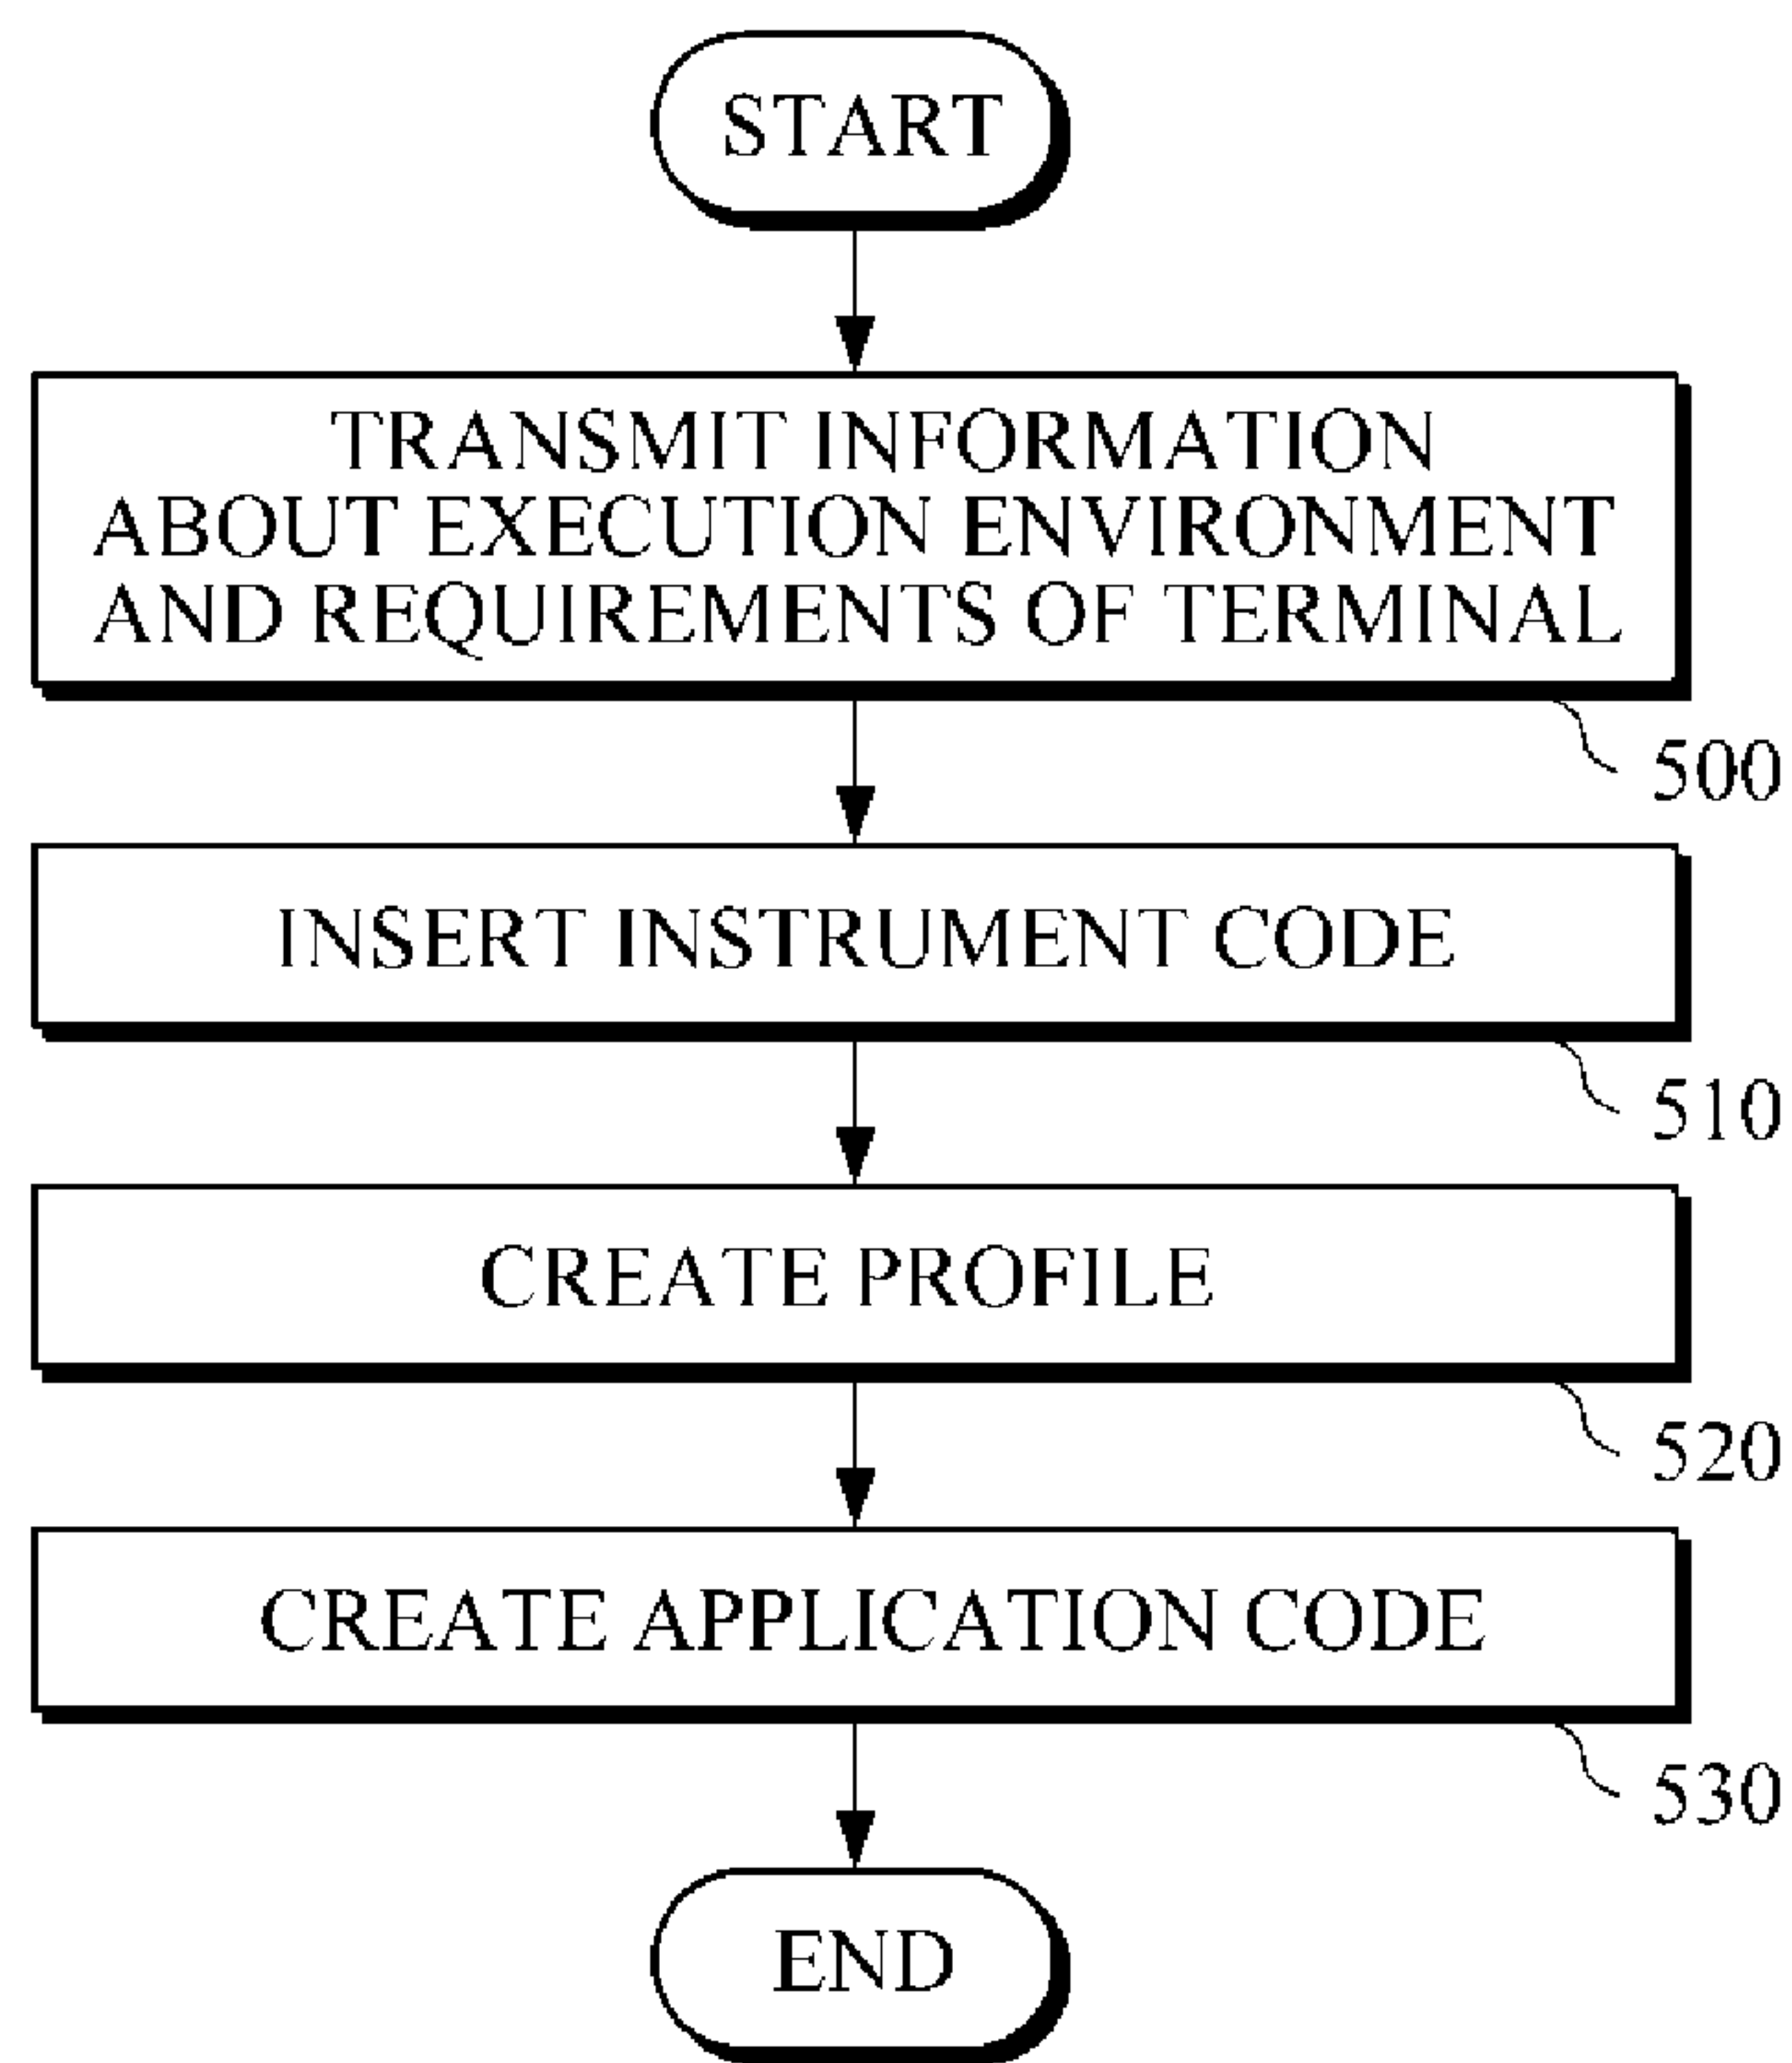 START
TRANSMIT INFORMATION
ABOUT EXECUTION ENVIRONMENT
AND REQUIREMENTS OF TERMINAL
500
INSERT INSTRUMENT CODE
510
CREATE PROFILE
520
CREATE APPLICATION CODE
530
END